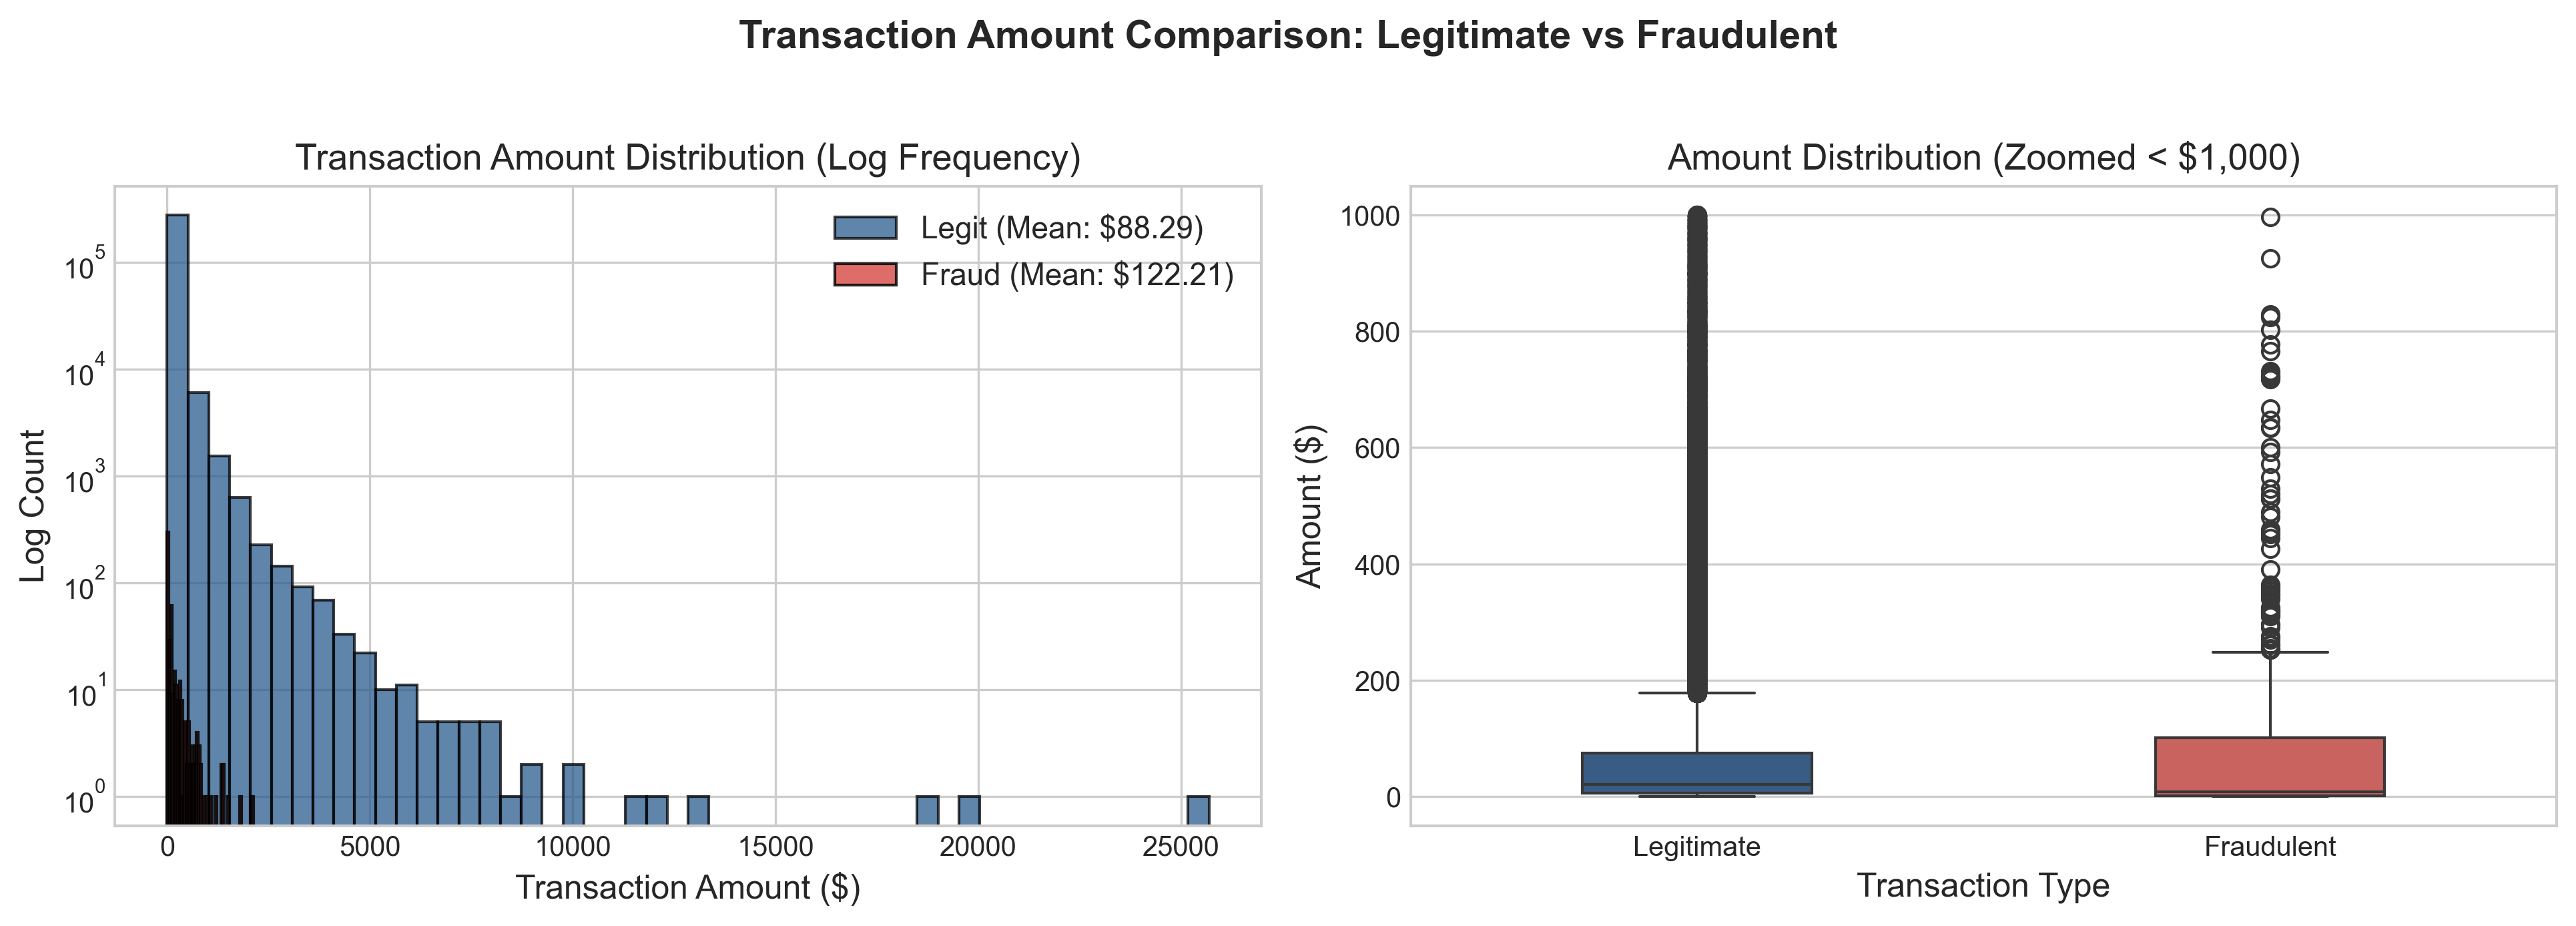 Transaction Amount Comparison: Legitimate vs Fraudulent
Transaction Amount Distribution (Log Frequency)
Legit (Mean: $88.29)
Fraud (Mean: $122.21)
Log Count
10^5
10^4
10^3
10^2
10^1
10^0
0 5000 10000 15000 20000 25000
Transaction Amount ($)
Amount Distribution (Zoomed < $1,000)
Amount ($)
1000
800
600
400
200
0
Legitimate Fraudulent
Transaction Type